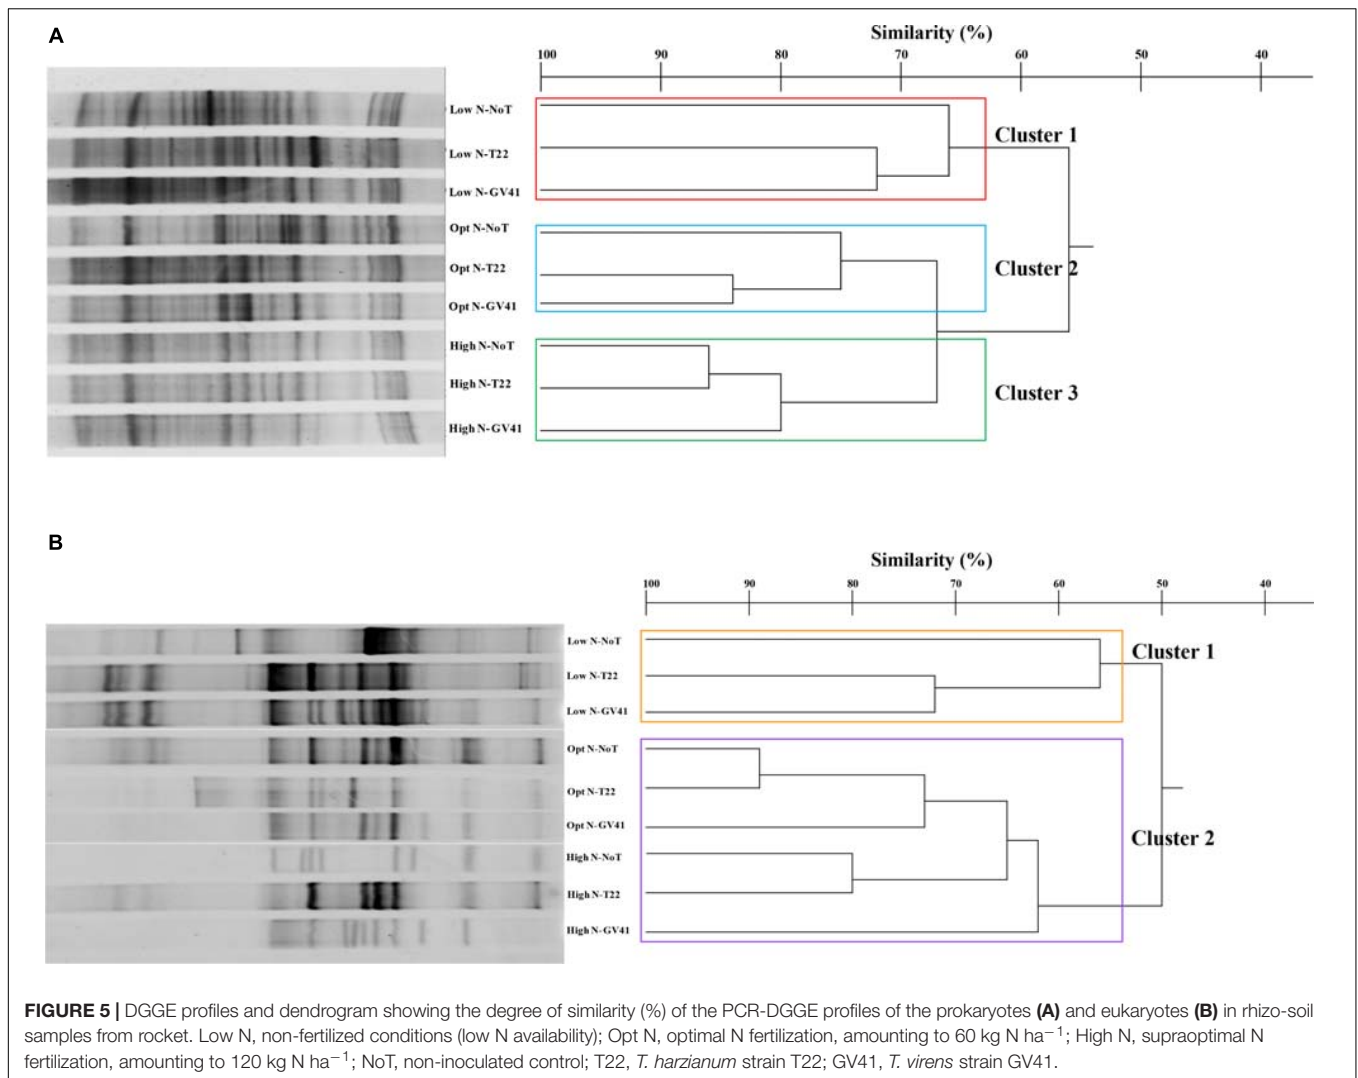 A
Similarity (%)
100 90 80 70 60 50 40
Low N-NoT
Cluster 1
Low N-T22
Low N-GV41
Opt N-NoT
Opt N-T22
Cluster 2
Opt N-GV41
High N-NoT
High N-T22
Cluster 3
High N-GV41
B
Similarity (%)
100 90 80 70 60 50 40
Low N-NoT
Cluster 1
Low N-T22
Low N-GV41
Opt N-NoT
Opt N-T22
Opt N-GV41
Cluster 2
High N-NoT
High N-T22
High N-GV41
FIGURE 5 | DGGE profiles and dendrogram showing the degree of similarity (%) of the PCR-DGGE profiles of the prokaryotes (A) and eukaryotes (B) in rhizo-soil
samples from rocket. Low N, non-fertilized conditions (low N availability); Opt N, optimal N fertilization, amounting to 60 kg N ha⁻¹; High N, supraoptimal N
fertilization, amounting to 120 kg N ha⁻¹; NoT, non-inoculated control; T22, T. harzianum strain T22; GV41, T. virens strain GV41.